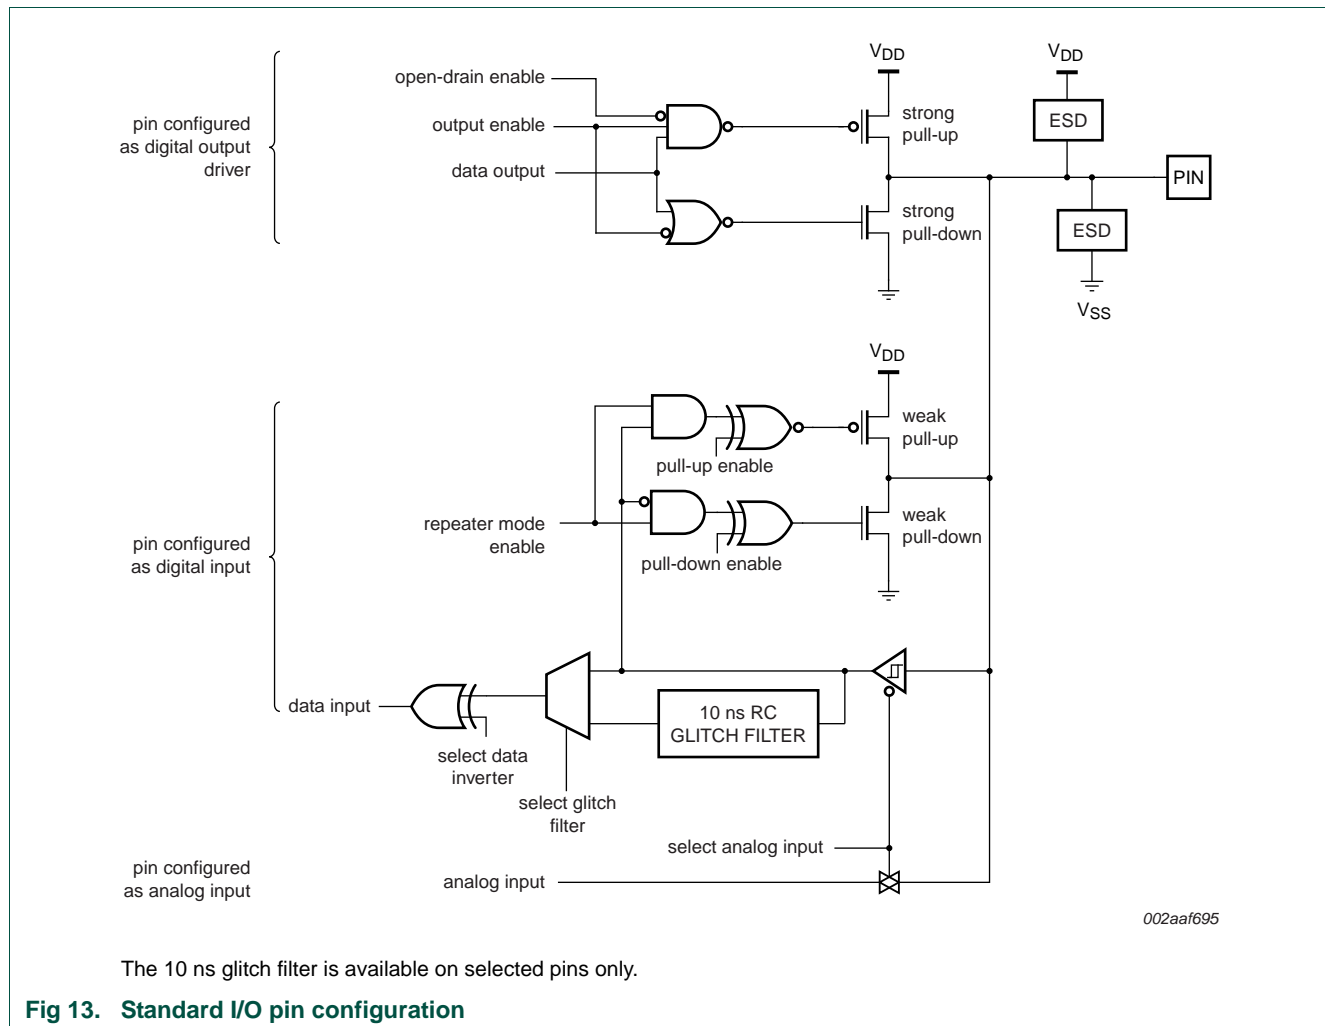 pin configured
as digital output
driver
open-drain enable
output enable
data output
VDD
strong
pull-up
strong
pull-down
VDD
ESD
PIN
ESD
VSS
pin configured
as digital input
VDD
weak
pull-up
pull-up enable
repeater mode
enable
weak
pull-down
pull-down enable
data input
select data
inverter
select glitch
filter
10 ns RC
GLITCH FILTER
select analog input
pin configured
as analog input
analog input
002aaf695
The 10 ns glitch filter is available on selected pins only.
Fig 13. Standard I/O pin configuration